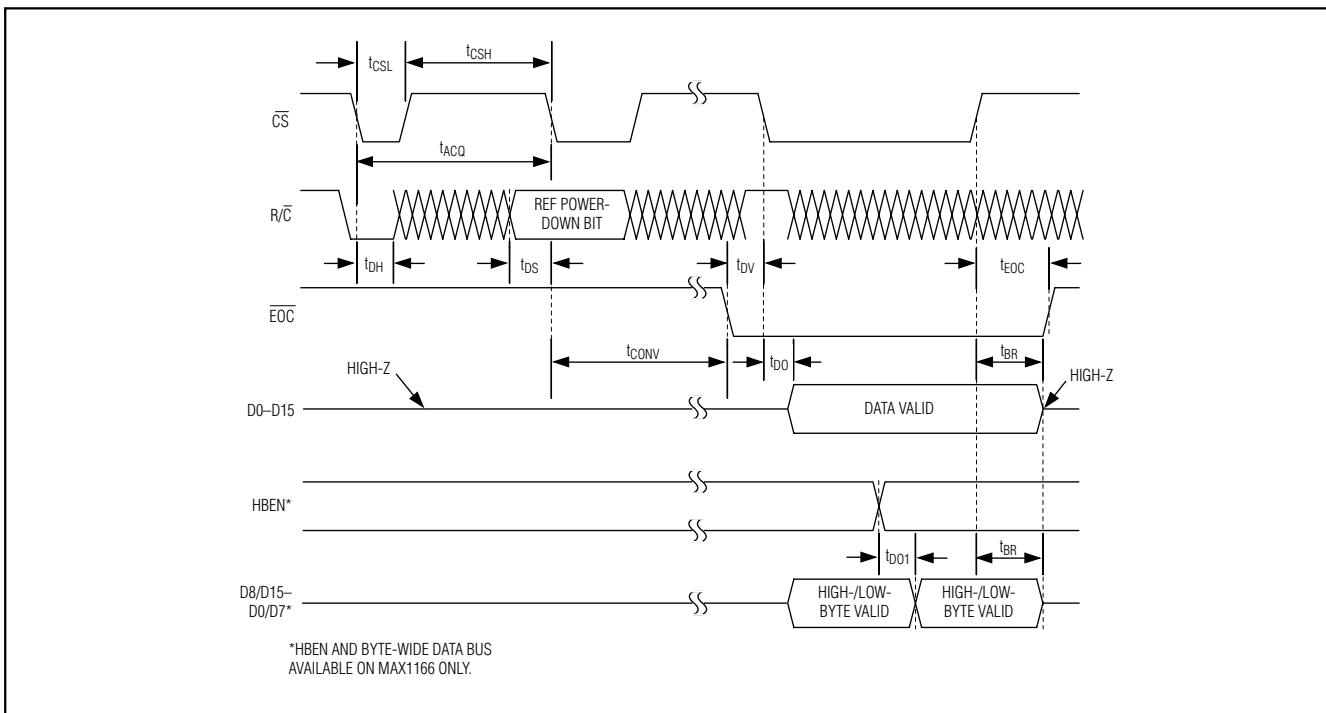 tCSL
tCSH
CS
tACQ
R/C
REF POWER-
DOWN BIT
tDH
tDS
tDV
tEOC
EOC
tCONV
tDO
tBR
HIGH-Z
HIGH-Z
D0–D15
DATA VALID
HBEN*
tDO1
tBR
D8/D15–
D0/D7*
HIGH-/LOW-
BYTE VALID
HIGH-/LOW-
BYTE VALID
*HBEN AND BYTE-WIDE DATA BUS
AVAILABLE ON MAX1166 ONLY.